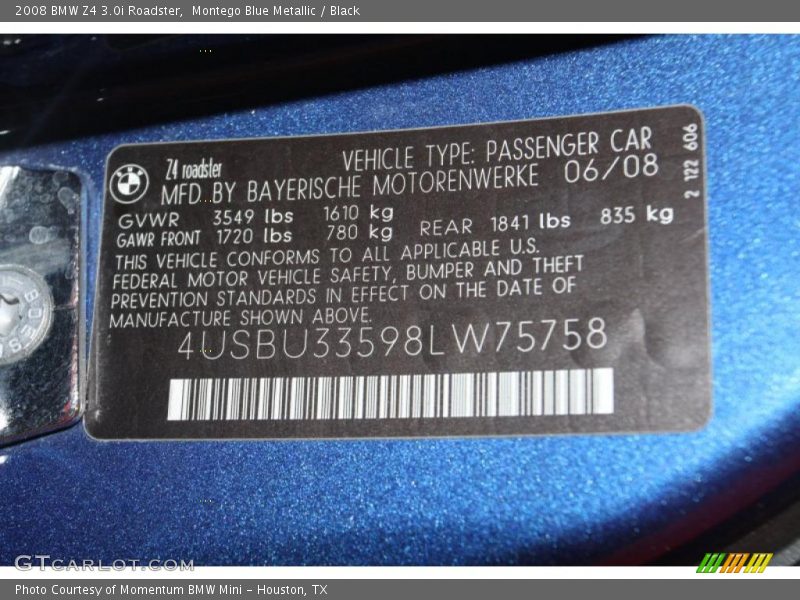 2008 BMW Z4 3.0i Roadster,  Montego Blue Metallic / Black
Z4 roadster VEHICLE TYPE: PASSENGER CAR
MFD. BY BAYERISCHE MOTORENWERKE 06/08
GVWR 3549 lbs 1610 kg
GAWR FRONT 1720 lbs 780 kg REAR 1841 lbs 835 kg
THIS VEHICLE CONFORMS TO ALL APPLICABLE U.S.
FEDERAL MOTOR VEHICLE SAFETY, BUMPER AND THEFT
PREVENTION STANDARDS IN EFFECT ON THE DATE OF
MANUFACTURE SHOWN ABOVE.
4USBU33598LW75758
2 122 606
GTCARLOT.COM
Photo Courtesy of Momentum BMW Mini - Houston, TX